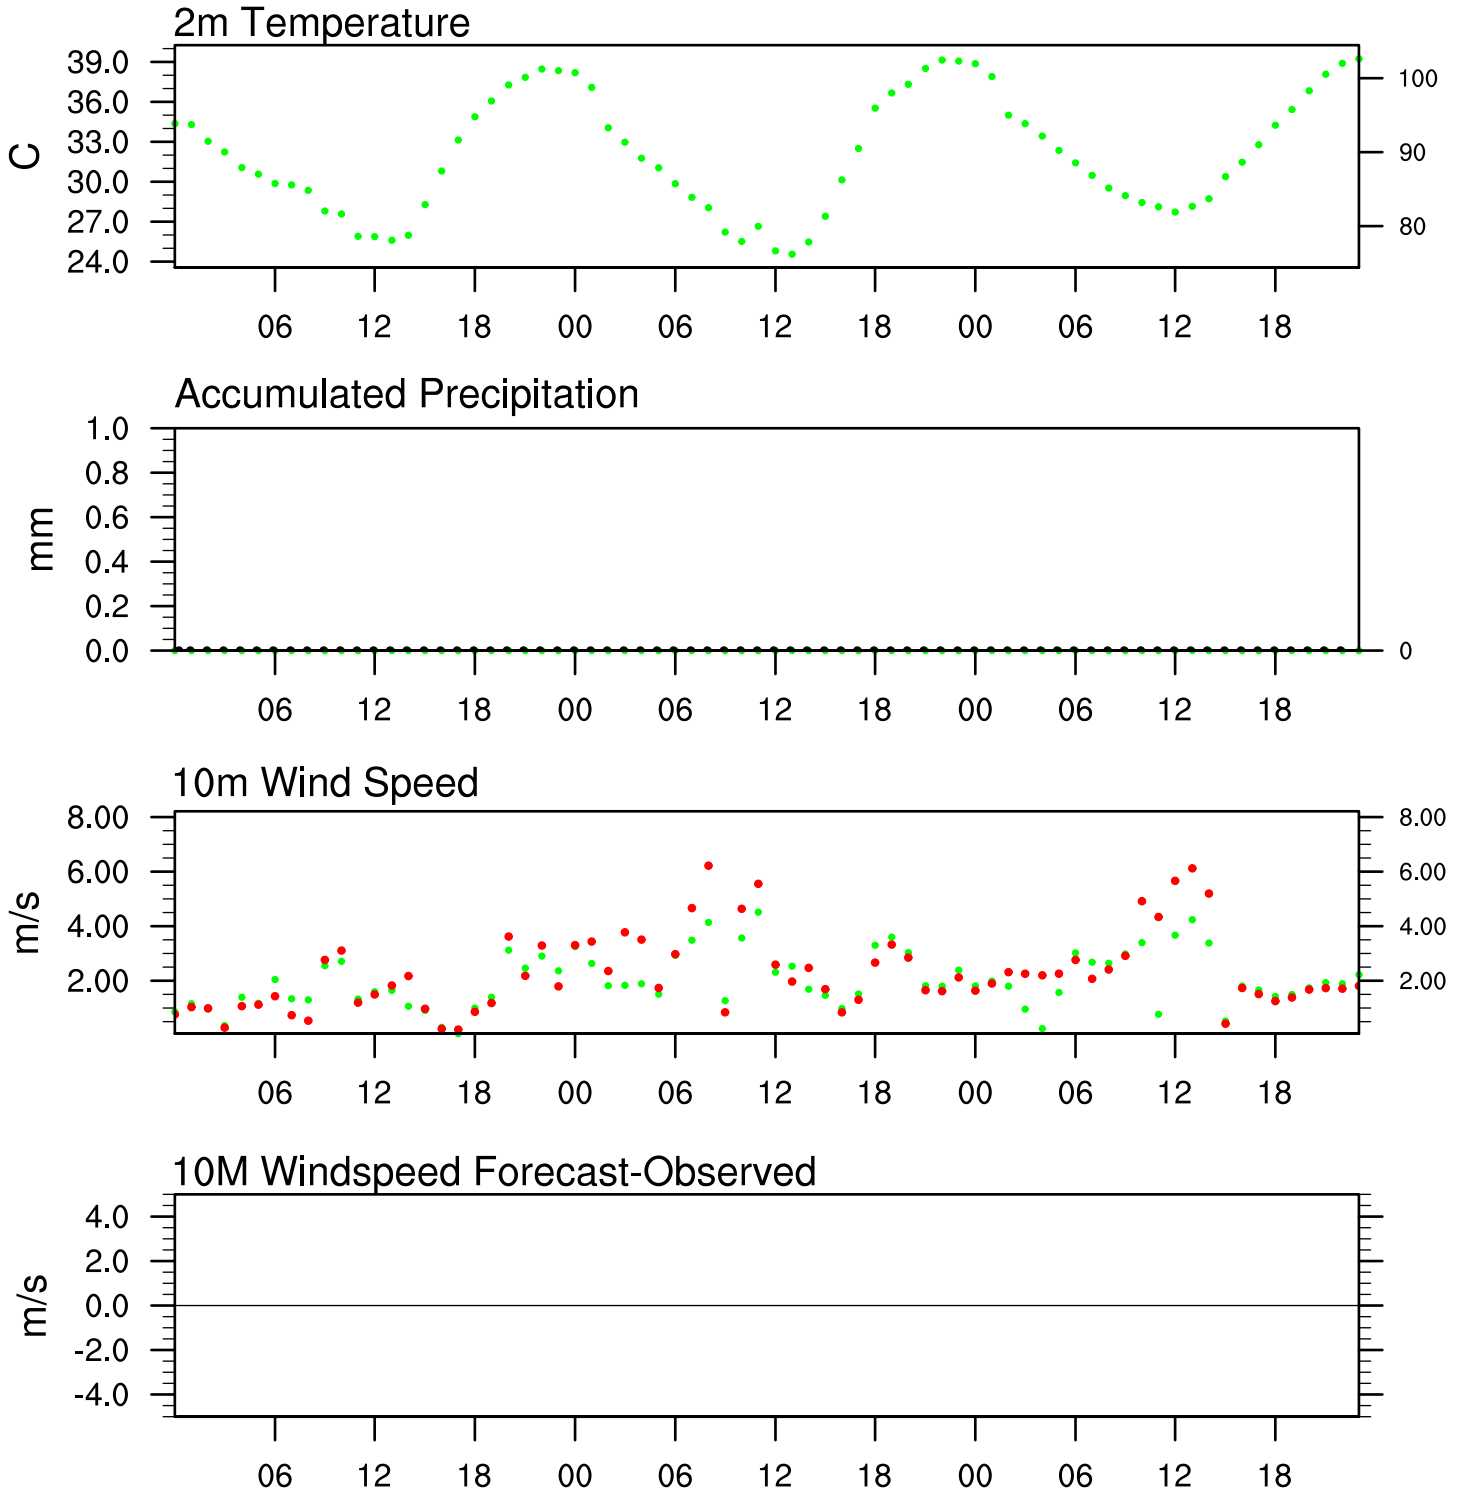 2m Temperature
39.0
36.0
33.0
30.0
27.0
24.0
C
100
90
80
06 12 18 00 06 12 18 00 06 12 18
Accumulated Precipitation
1.0
0.8
0.6
0.4
0.2
0.0
mm
0
06 12 18 00 06 12 18 00 06 12 18
10m Wind Speed
8.00
6.00
4.00
2.00
m/s
8.00
6.00
4.00
2.00
06 12 18 00 06 12 18 00 06 12 18
10M Windspeed Forecast-Observed
4.0
2.0
0.0
-2.0
-4.0
m/s
06 12 18 00 06 12 18 00 06 12 18